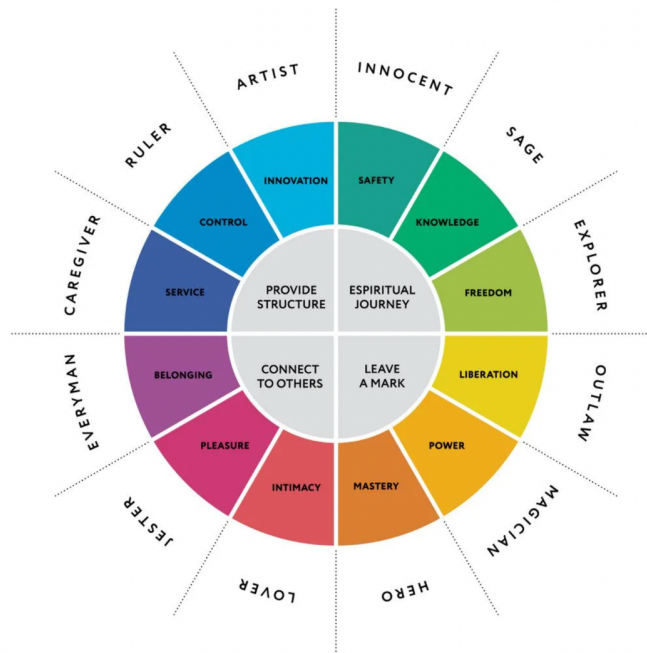 ARTIST
INNOCENT
RULER
SAGE
CAREGIVER
EXPLORER
EVERYMAN
OUTLAW
JESTER
MAGICIAN
LOVER
HERO
INNOVATION
SAFETY
CONTROL
KNOWLEDGE
SERVICE
FREEDOM
BELONGING
LIBERATION
PLEASURE
POWER
INTIMACY
MASTERY
PROVIDE
STRUCTURE
ESPIRITUAL
JOURNEY
CONNECT
TO OTHERS
LEAVE
A MARK